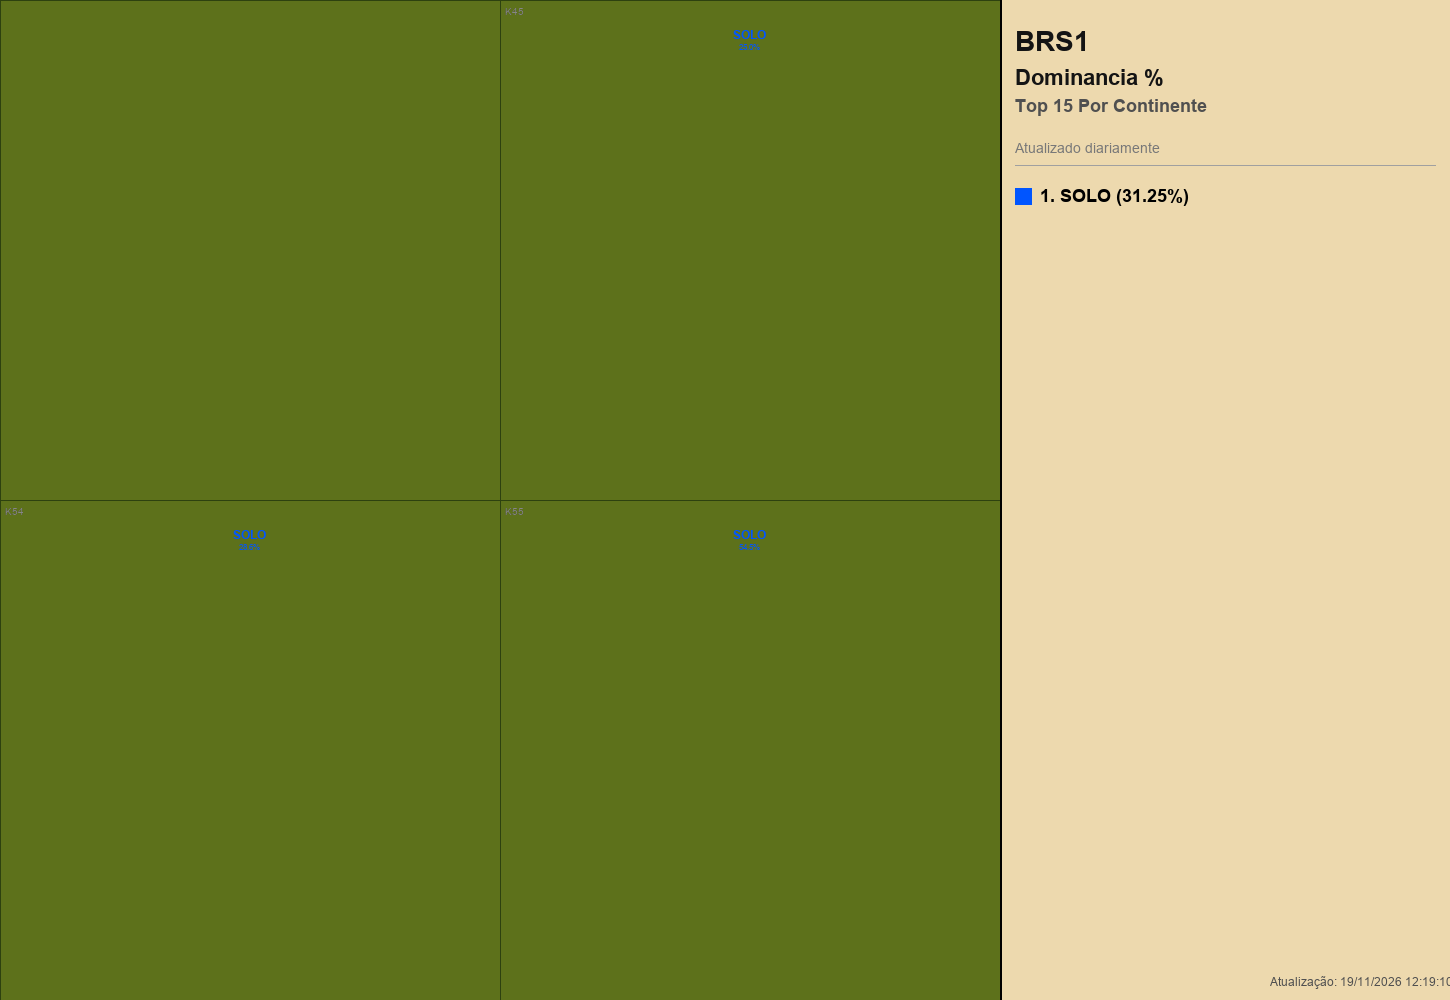 K45
SOLO
BRS1
Dominancia %
Top 15 Por Continente
Atualizado diariamente
1. SOLO (31.25%)
K54
SOLO
K55
SOLO
Atualização: 19/11/2026 12:19:10